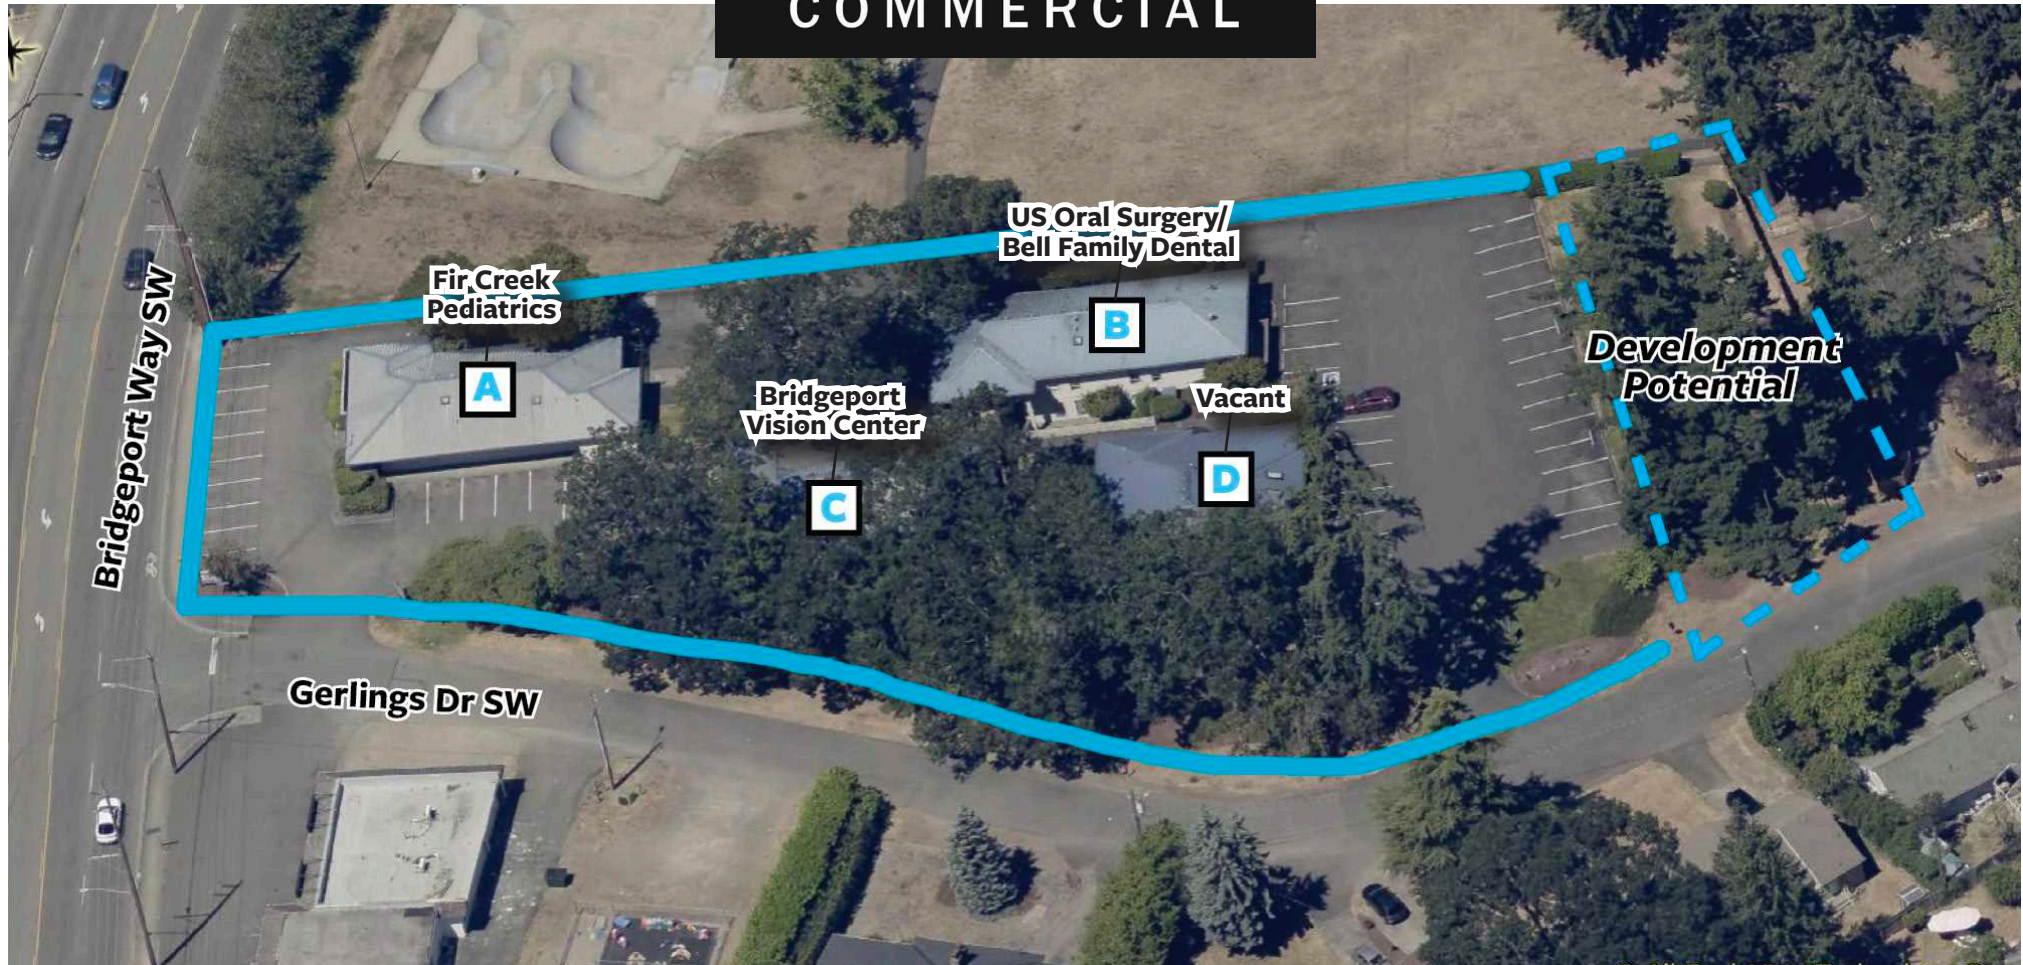 COMMERCIAL
US Oral Surgery/
Bell Family Dental
Fir Creek
Pediatrics
B
A
Development
Potential
Bridgeport
Vision Center
Vacant
D
C
Bridgeport Way SW
Gerlings Dr SW